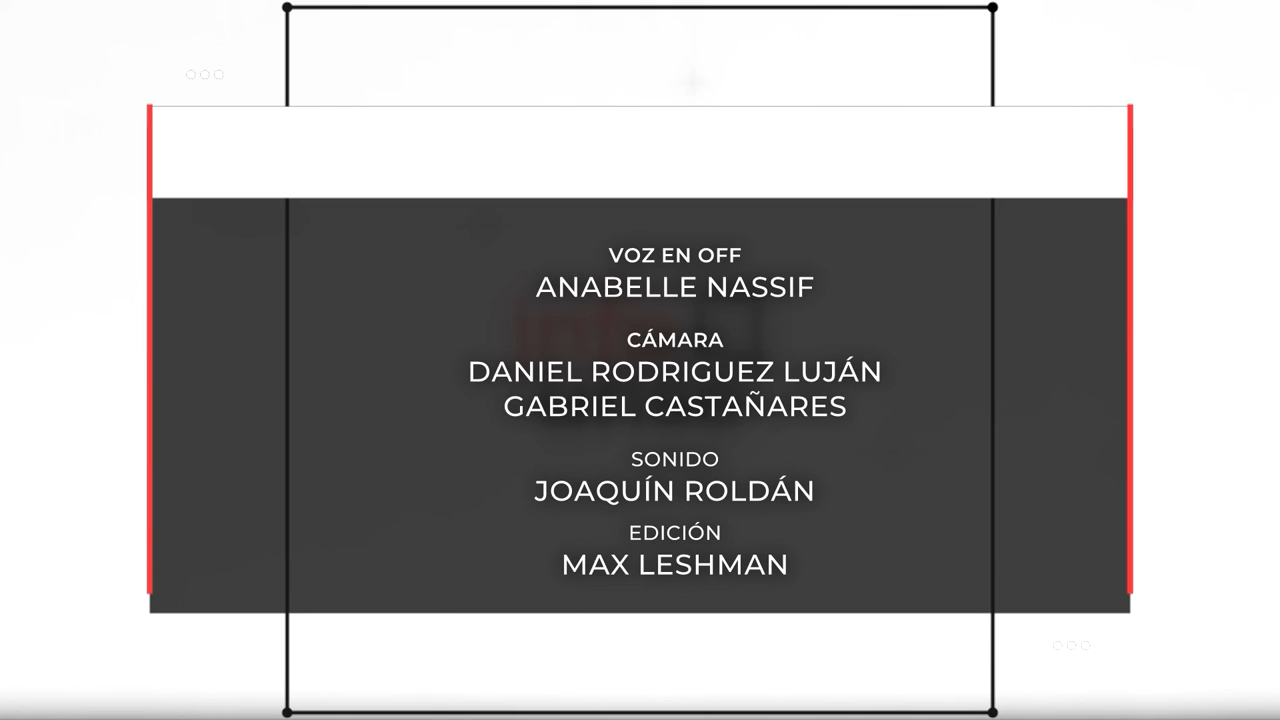 VOZ EN OFF
ANABELLE NASSIF
CÁMARA
DANIEL RODRIGUEZ LUJÁN
GABRIEL CASTAÑARES
SONIDO
JOAQUÍN ROLDÁN
EDICIÓN
MAX LESHMAN